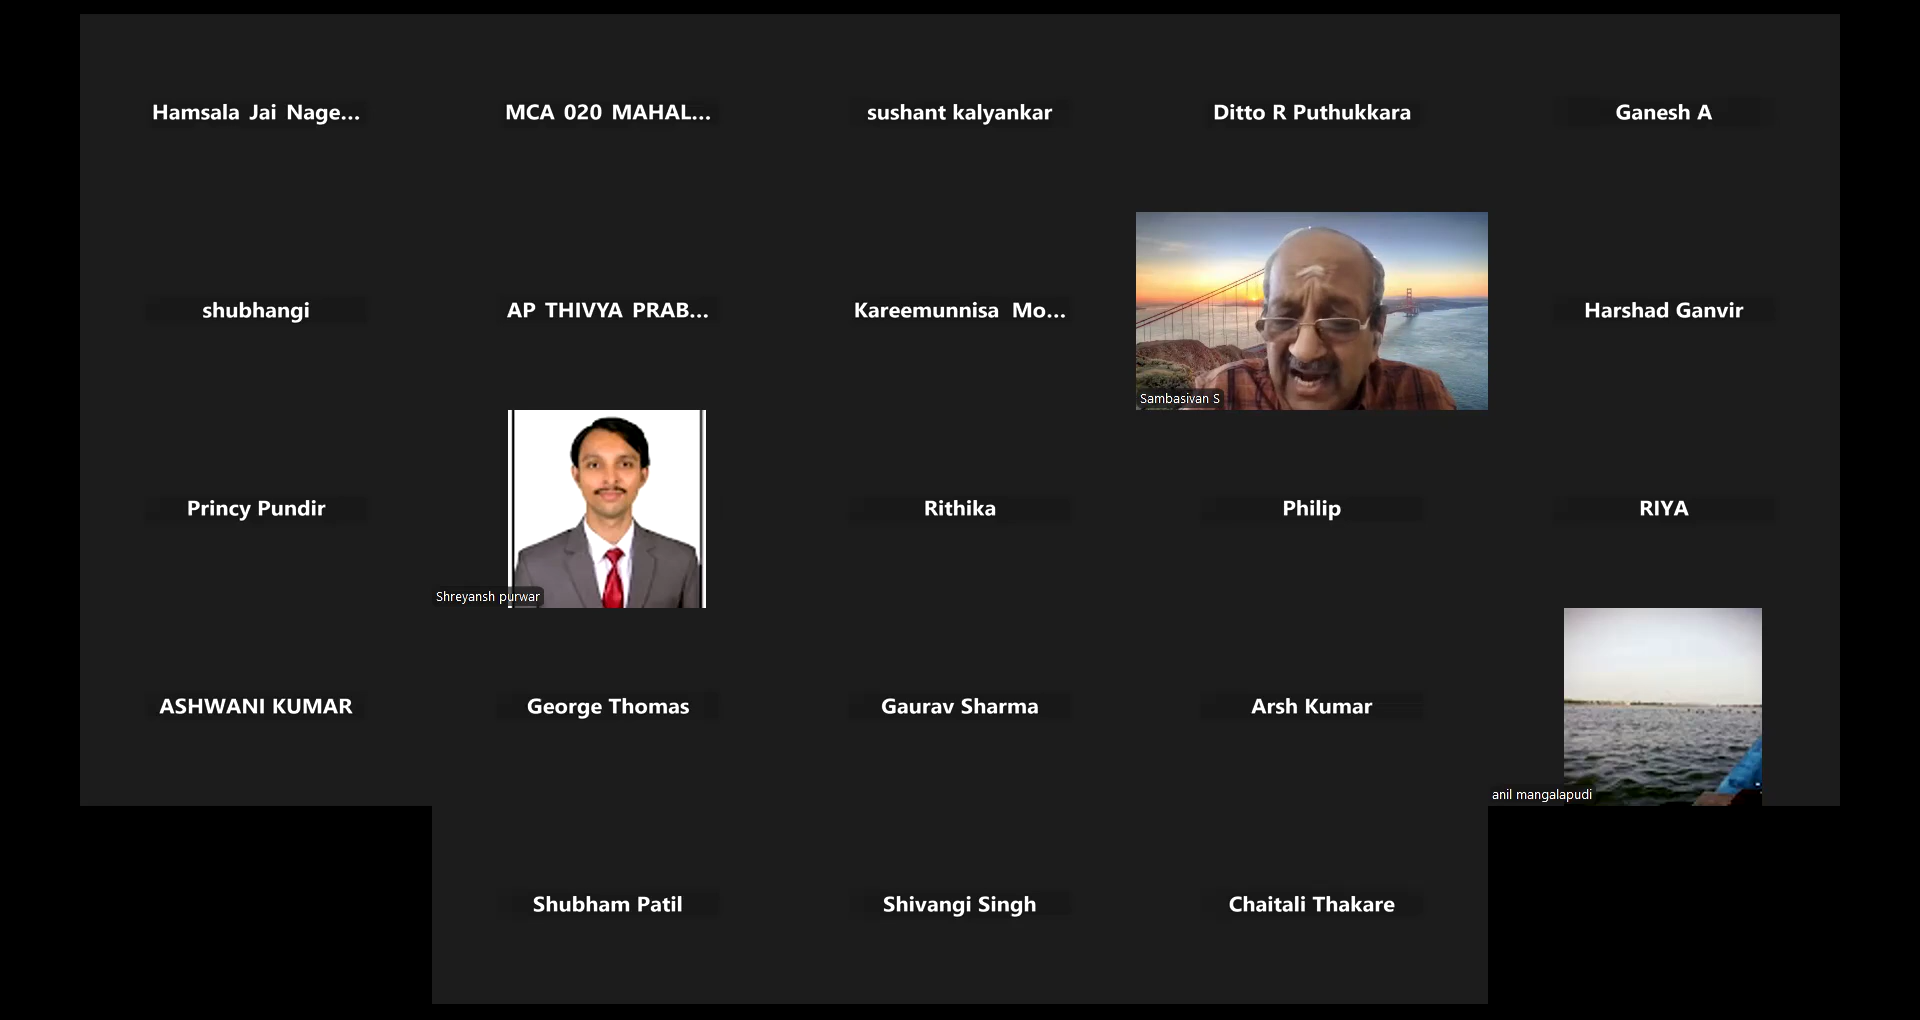 Hamsala Jai Nage...
MCA 020 MAHAL...
sushant kalyankar
Ditto R Puthukkara
Ganesh A
shubhangi
AP THIVYA PRAB...
Kareemunnisa Mo...
Sambasivan S
Harshad Ganvir
Princy Pundir
Shreyansh purwar
Rithika
Philip
RIYA
ASHWANI KUMAR
George Thomas
Gaurav Sharma
Arsh Kumar
anil mangalapudi
Shubham Patil
Shivangi Singh
Chaitali Thakare